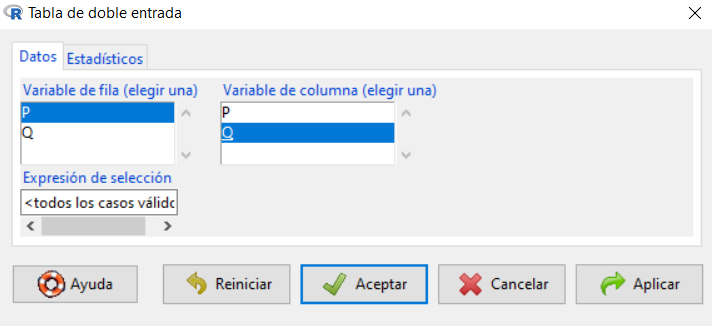 Tabla de doble entrada
Datos Estadísticos
Variable de fila (elegir una) Variable de columna (elegir una)
P P
Q Q
Expresión de selección
<todos los casos válido
Ayuda Reiniciar Aceptar Cancelar Aplicar